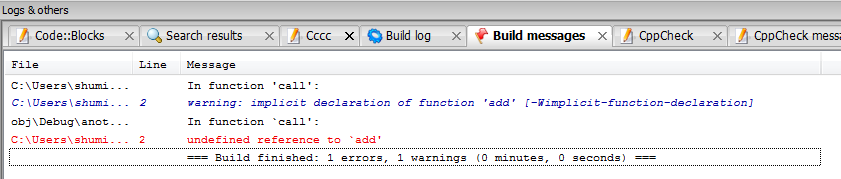 Logs & others
Code::Blocks Search results Cccc Build log Build messages CppCheck CppCheck mess
File Line Message
C:\Users\shumi... In function 'call':
C:\Users\shumi... 2 warning: implicit declaration of function 'add' [-Wimplicit-function-declaration]
obj\Debug\anot... In function `call':
C:\Users\shumi... 2 undefined reference to `add'
=== Build finished: 1 errors, 1 warnings (0 minutes, 0 seconds) ===